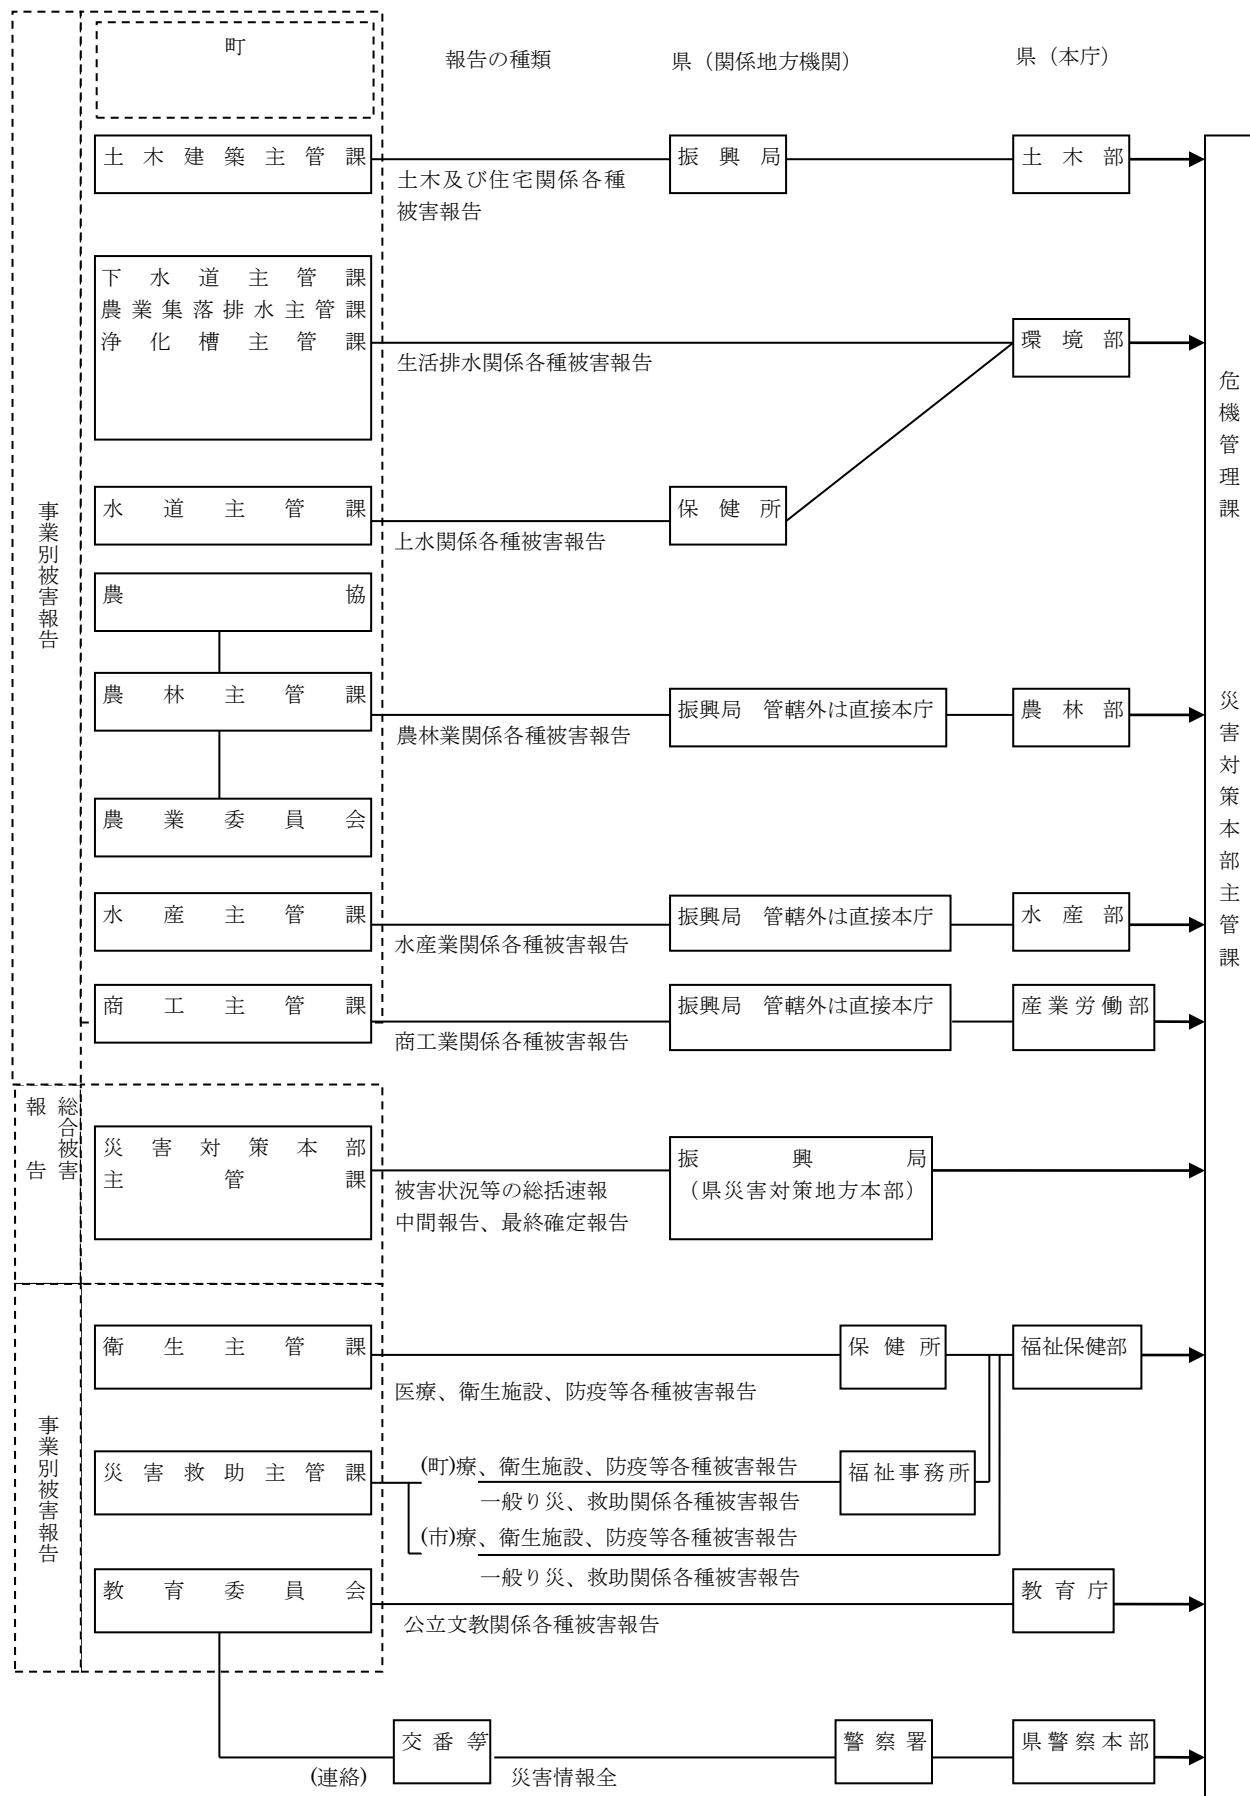 町
報告の種類
県（関係地方機関）
県（本庁）
土木建築主管課
土木及び住宅関係各種
被害報告
振興局
土木部
下水道主管課
農業集落排水主管課
浄化槽主管課
生活排水関係各種被害報告
環境部
水道主管課
上水関係各種被害報告
保健所
農協
農林主管課
農林業関係各種被害報告
振興局　管轄外は直接本庁
農林部
農業委員会
水産主管課
水産業関係各種被害報告
振興局　管轄外は直接本庁
水産部
商工主管課
商工業関係各種被害報告
振興局　管轄外は直接本庁
産業労働部
事業別被害報告
総合被害
報告
災害対策本部
主管課
被害状況等の総括速報
中間報告、最終確定報告
振興局
（県災害対策地方本部）
事業別被害報告
衛生主管課
医療、衛生施設、防疫等各種被害報告
保健所
福祉保健部
災害救助主管課
(町)療、衛生施設、防疫等各種被害報告
一般り災、救助関係各種被害報告
福祉事務所
(市)療、衛生施設、防疫等各種被害報告
一般り災、救助関係各種被害報告
教育委員会
公立文教関係各種被害報告
教育庁
(連絡)
交番等
災害情報全
警察署
県警察本部
危機管理課
災害対策本部主管課